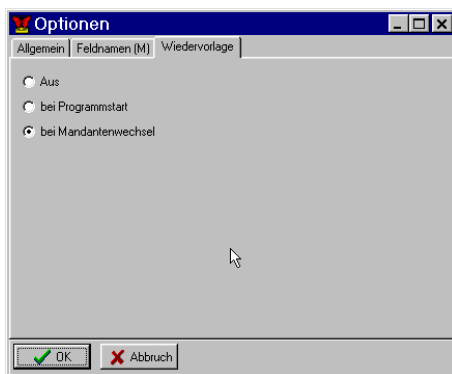 Optionen
Allgemein Feldnamen (M) Wiedervorlage
Aus
bei Programmstart
bei Mandantenwechsel
OK Abbruch